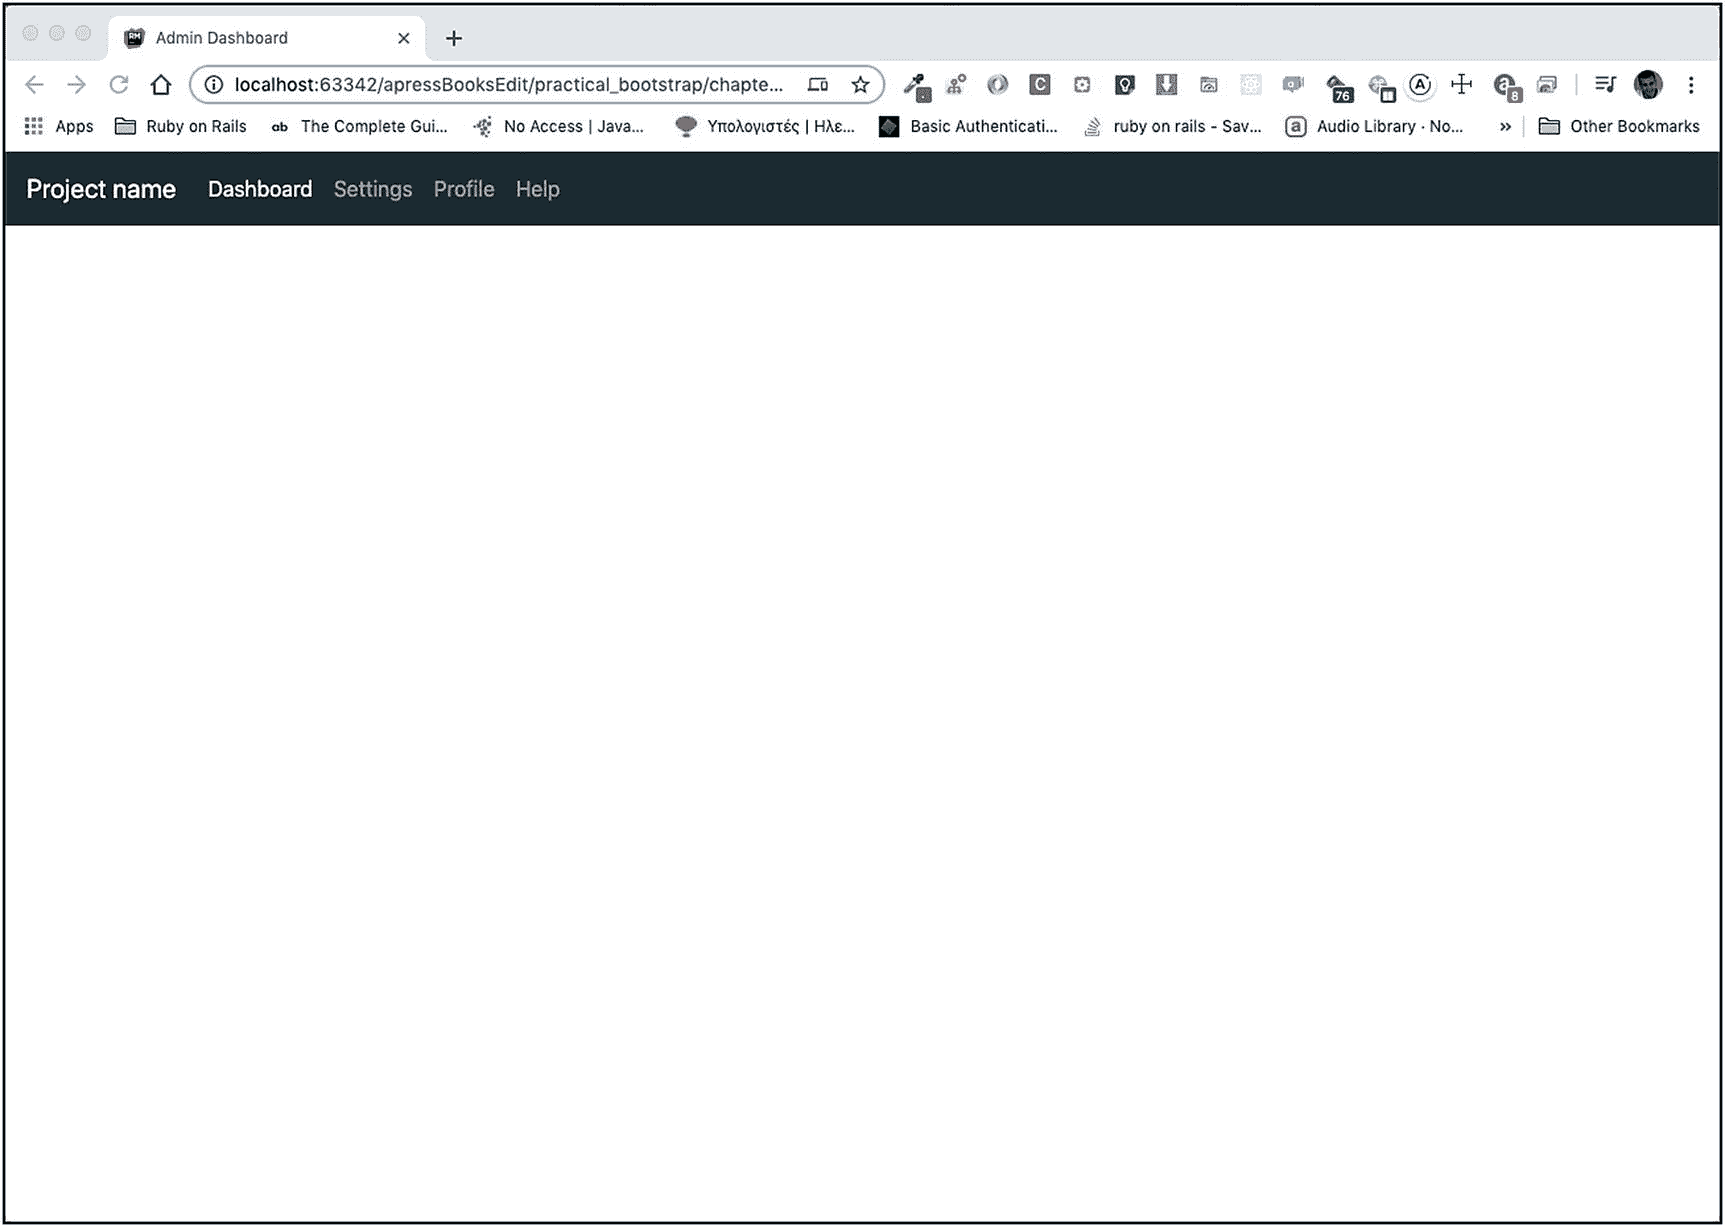 Admin Dashboard
localhost:63342/apressBooksEdit/practical_bootstrap/chapte...
76
8
Apps Ruby on Rails ab The Complete Gui... No Access | Java... Υπολογιστές | Ηλε... Basic Authenticati... ruby on rails - Sav... a Audio Library · No... » Other Bookmarks
Project name Dashboard Settings Profile Help